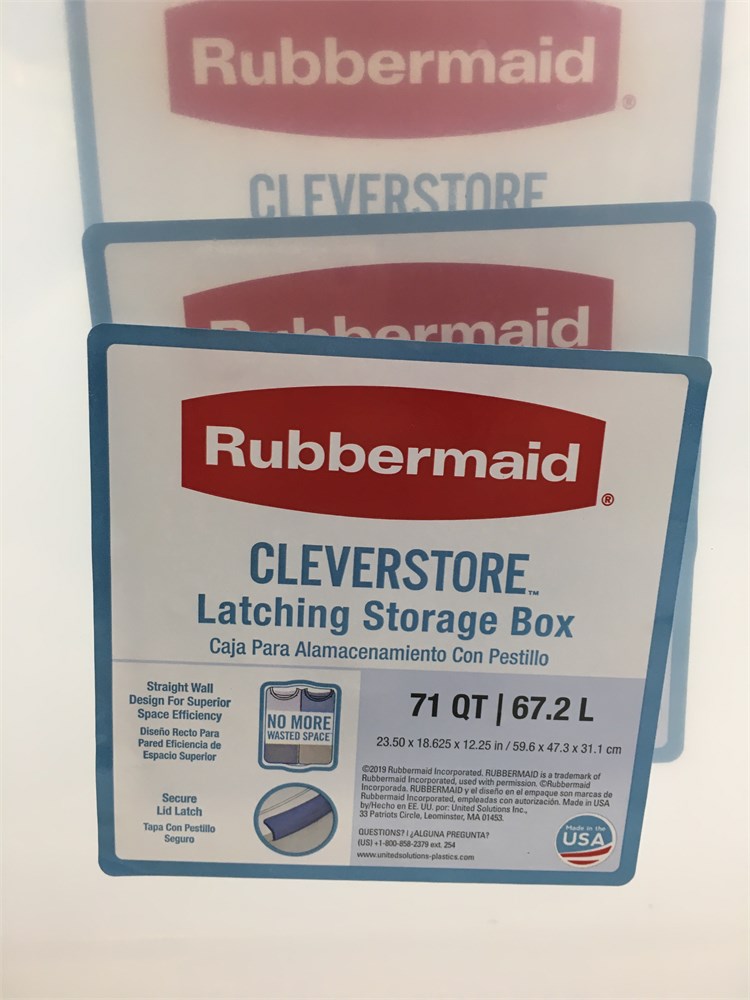 Rubbermaid
®
CLEVERSTORE
Rubbermaid
Rubbermaid
®
CLEVERSTORE™
Latching Storage Box
Caja Para Alamacenamiento Con Pestillo
Straight Wall
Design For Superior
Space Efficiency
Diseño Recto Para
Pared Eficiencia de
Espacio Superior
NO MORE
WASTED SPACE
Secure
Lid Latch
Tapa Con Pestillo
Seguro
71 QT | 67.2 L
23.50 x 18.625 x 12.25 in / 59.6 x 47.3 x 31.1 cm
©2019 Rubbermaid Incorporated. RUBBERMAID is a trademark of
Rubbermaid Incorporated, used with permission. ©Rubbermaid
Incorporada. RUBBERMAID y el diseño en el empaque son marcas de
Rubbermaid Incorporated, empleadas con autorización. Made in USA
by/Hecho en EE. UU. por: United Solutions Inc.,
33 Patriots Circle, Leominster, MA 01453.
QUESTIONS? | ¿ALGUNA PREGUNTA?
(US) +1-800-858-2379 ext. 254
www.unitedsolutions-plastics.com
Made in the
USA